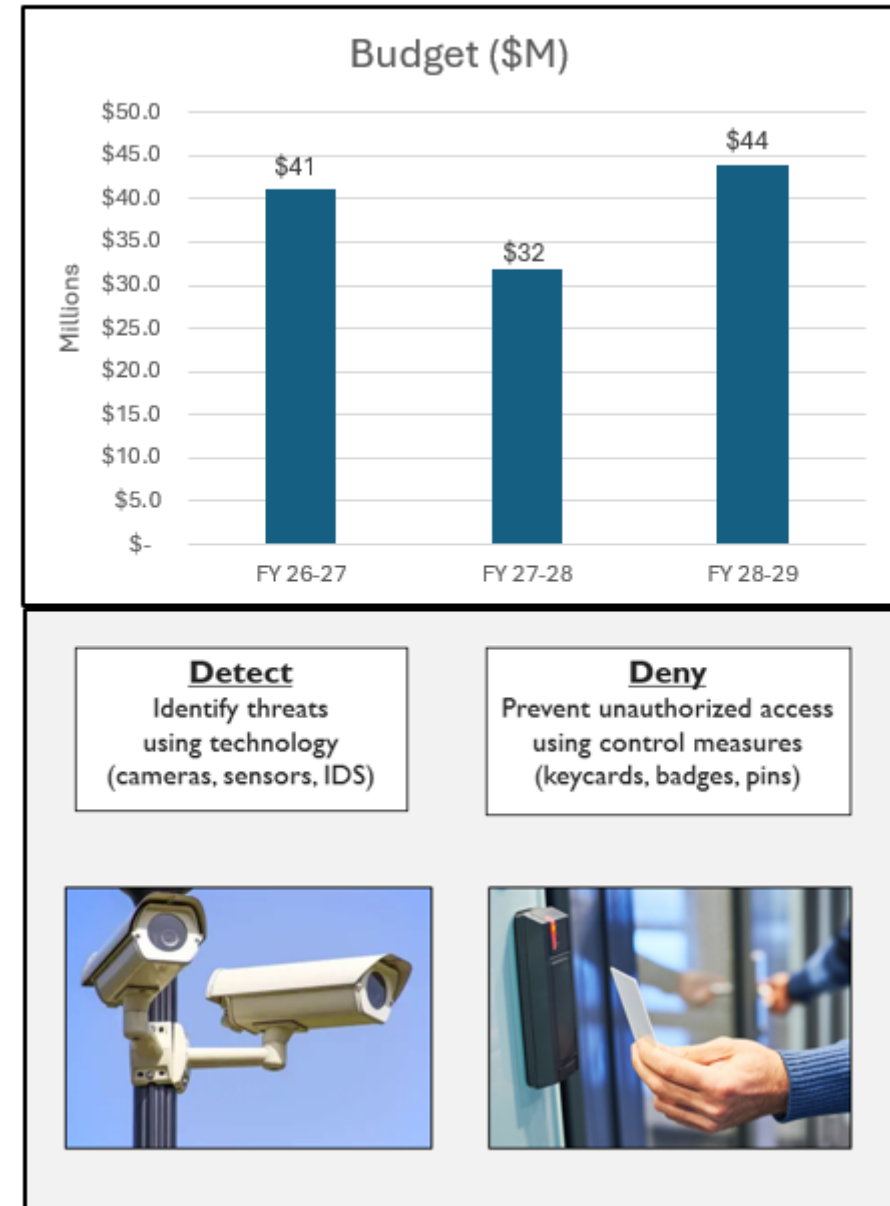 Budget ($M)
$50.0
$45.0
$40.0
$35.0
$30.0
$25.0
$20.0
$15.0
$10.0
$5.0
$-
Millions
$41
$32
$44
FY 26-27
FY 27-28
FY 28-29
Detect
Identify threats
using technology
(cameras, sensors, IDS)
Deny
Prevent unauthorized access
using control measures
(keycards, badges, pins)